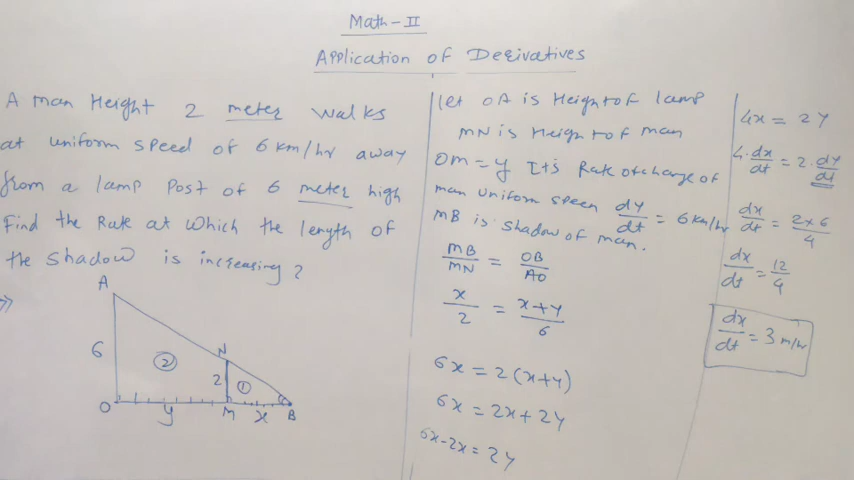 Math-II
Application of Derivatives
A man Height 2 meter walks
at uniform speed of 6 km/hr away
from a lamp Post of 6 meter high
Find the Rate at which the length of
the shadow is increasing?
⇒
A
6
②
N
2
①
O
y
M
x
B
Let OA is Height of lamp
MN is Height of man
OM = y It's Rate of charge of
man uniform speen dy/dt = 6 km/hr
MB is shadow of man.
MB/MN = OB/AO
x/2 = x+y/6
6x = 2(x+y)
6x = 2x+2y
6x-2x = 2y
4x = 2y
4·dx/dt = 2·dy/dt
dx/dt = 2×6/4
dx/dt = 12/4
dx/dt = 3 m/hr